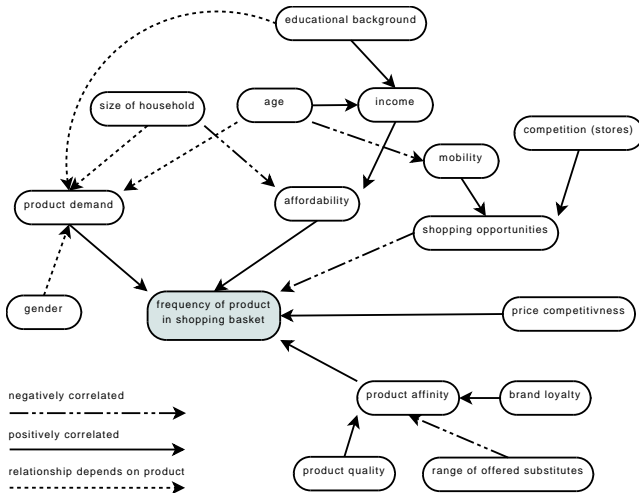 educational background
size of household
age
income
competition (stores)
mobility
product demand
affordability
shopping opportunities
gender
frequency of product
in shopping basket
price competitivness
negatively correlated
product affinity
brand loyalty
positively correlated
relationship depends on product
product quality
range of offered substitutes